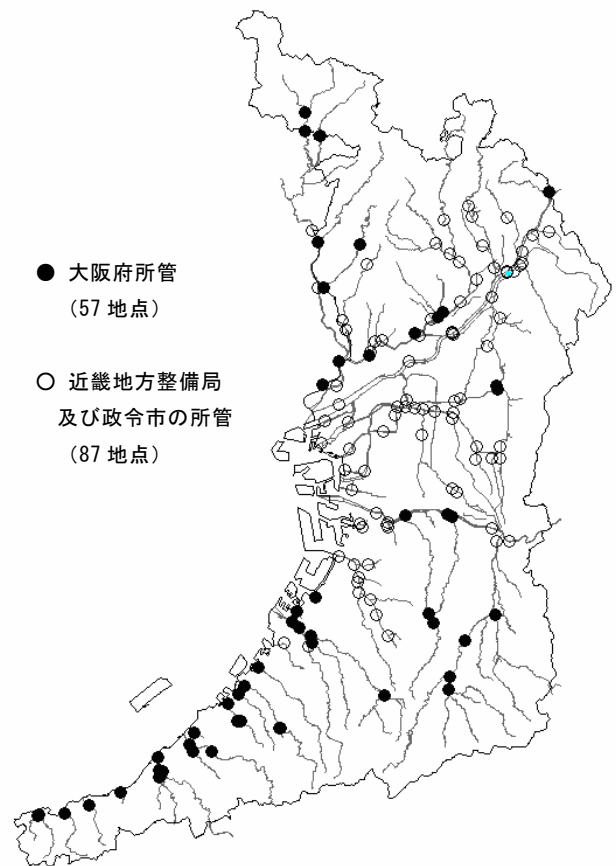 ● 大阪府所管
（57 地点）
○ 近畿地方整備局
及び政令市の所管
（87 地点）